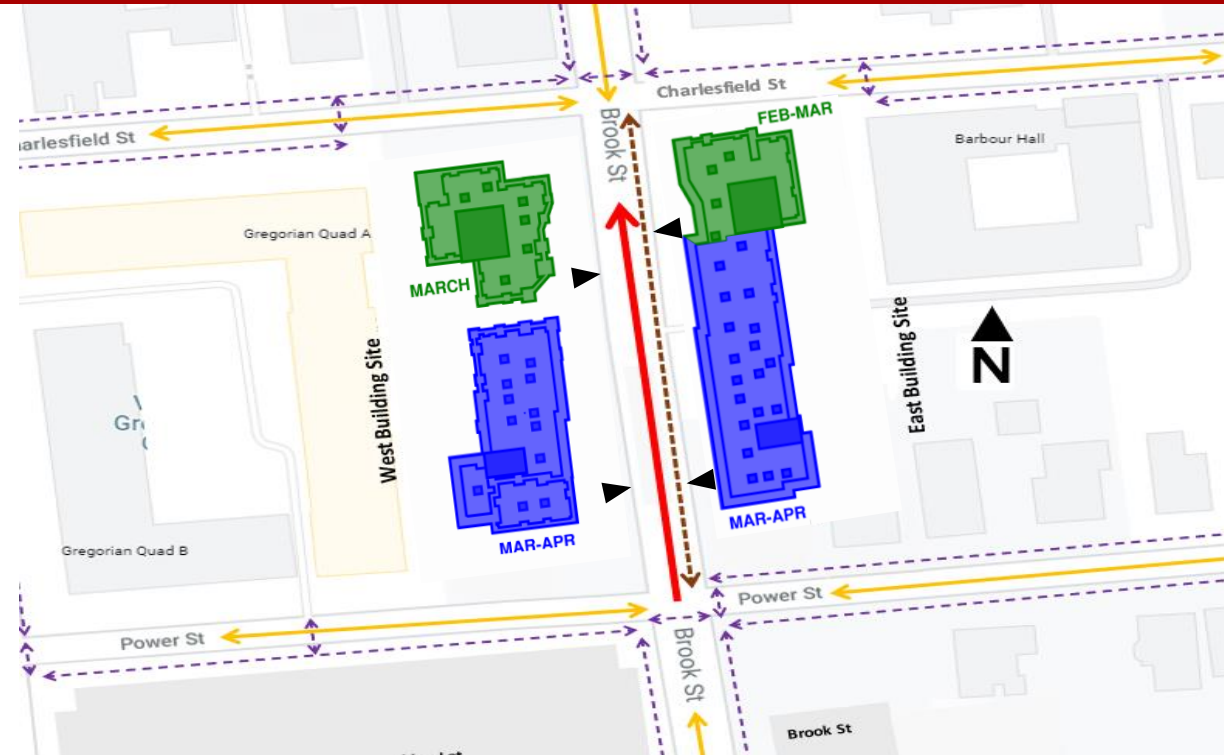 Charlesfield St
FEB-MAR
arlesfield St
Brook St
Barbour Hall
Gregorian Quad A
MARCH
West Building Site
East Building Site
N
Gr
MAR-APR
MAR-APR
Gregorian Quad B
Power St
Power St
Brook St
Brook St